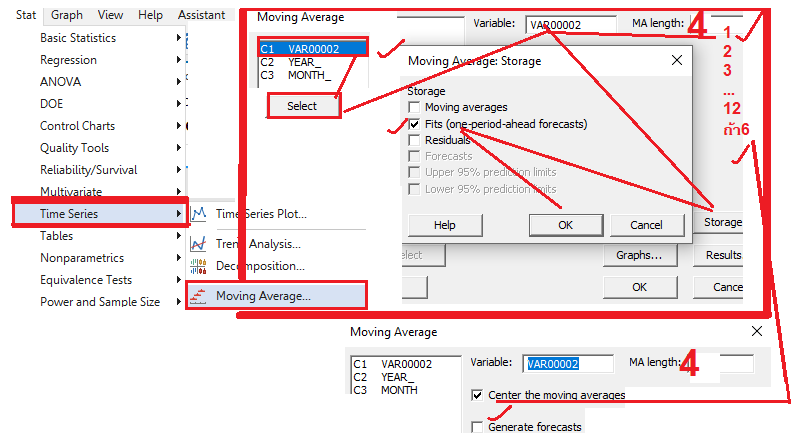 Stat Graph View Help Assistant
Basic Statistics
Regression
ANOVA
DOE
Control Charts
Quality Tools
Reliability/Survival
Multivariate
Time Series
Tables
Nonparametrics
Equivalence Tests
Power and Sample Size
Time Series Plot...
Trend Analysis...
Decomposition...
Moving Average...
Moving Average
C1 VAR00002
C2 YEAR_
C3 MONTH_
Select
Variable: VAR00002 MA length: 4
1
2
3
...
12
ถ้า6
Moving Average: Storage
Storage
Moving averages
Fits (one-period-ahead forecasts)
Residuals
Forecasts
Upper 95% prediction limits
Lower 95% prediction limits
Help OK Cancel
Storage
elect Graphs... Results.
OK Cance
Moving Average
C1 VAR00002
C2 YEAR_
C3 MONTH
Variable: VAR00002 MA length: 4
Center the moving averages
Generate forecasts